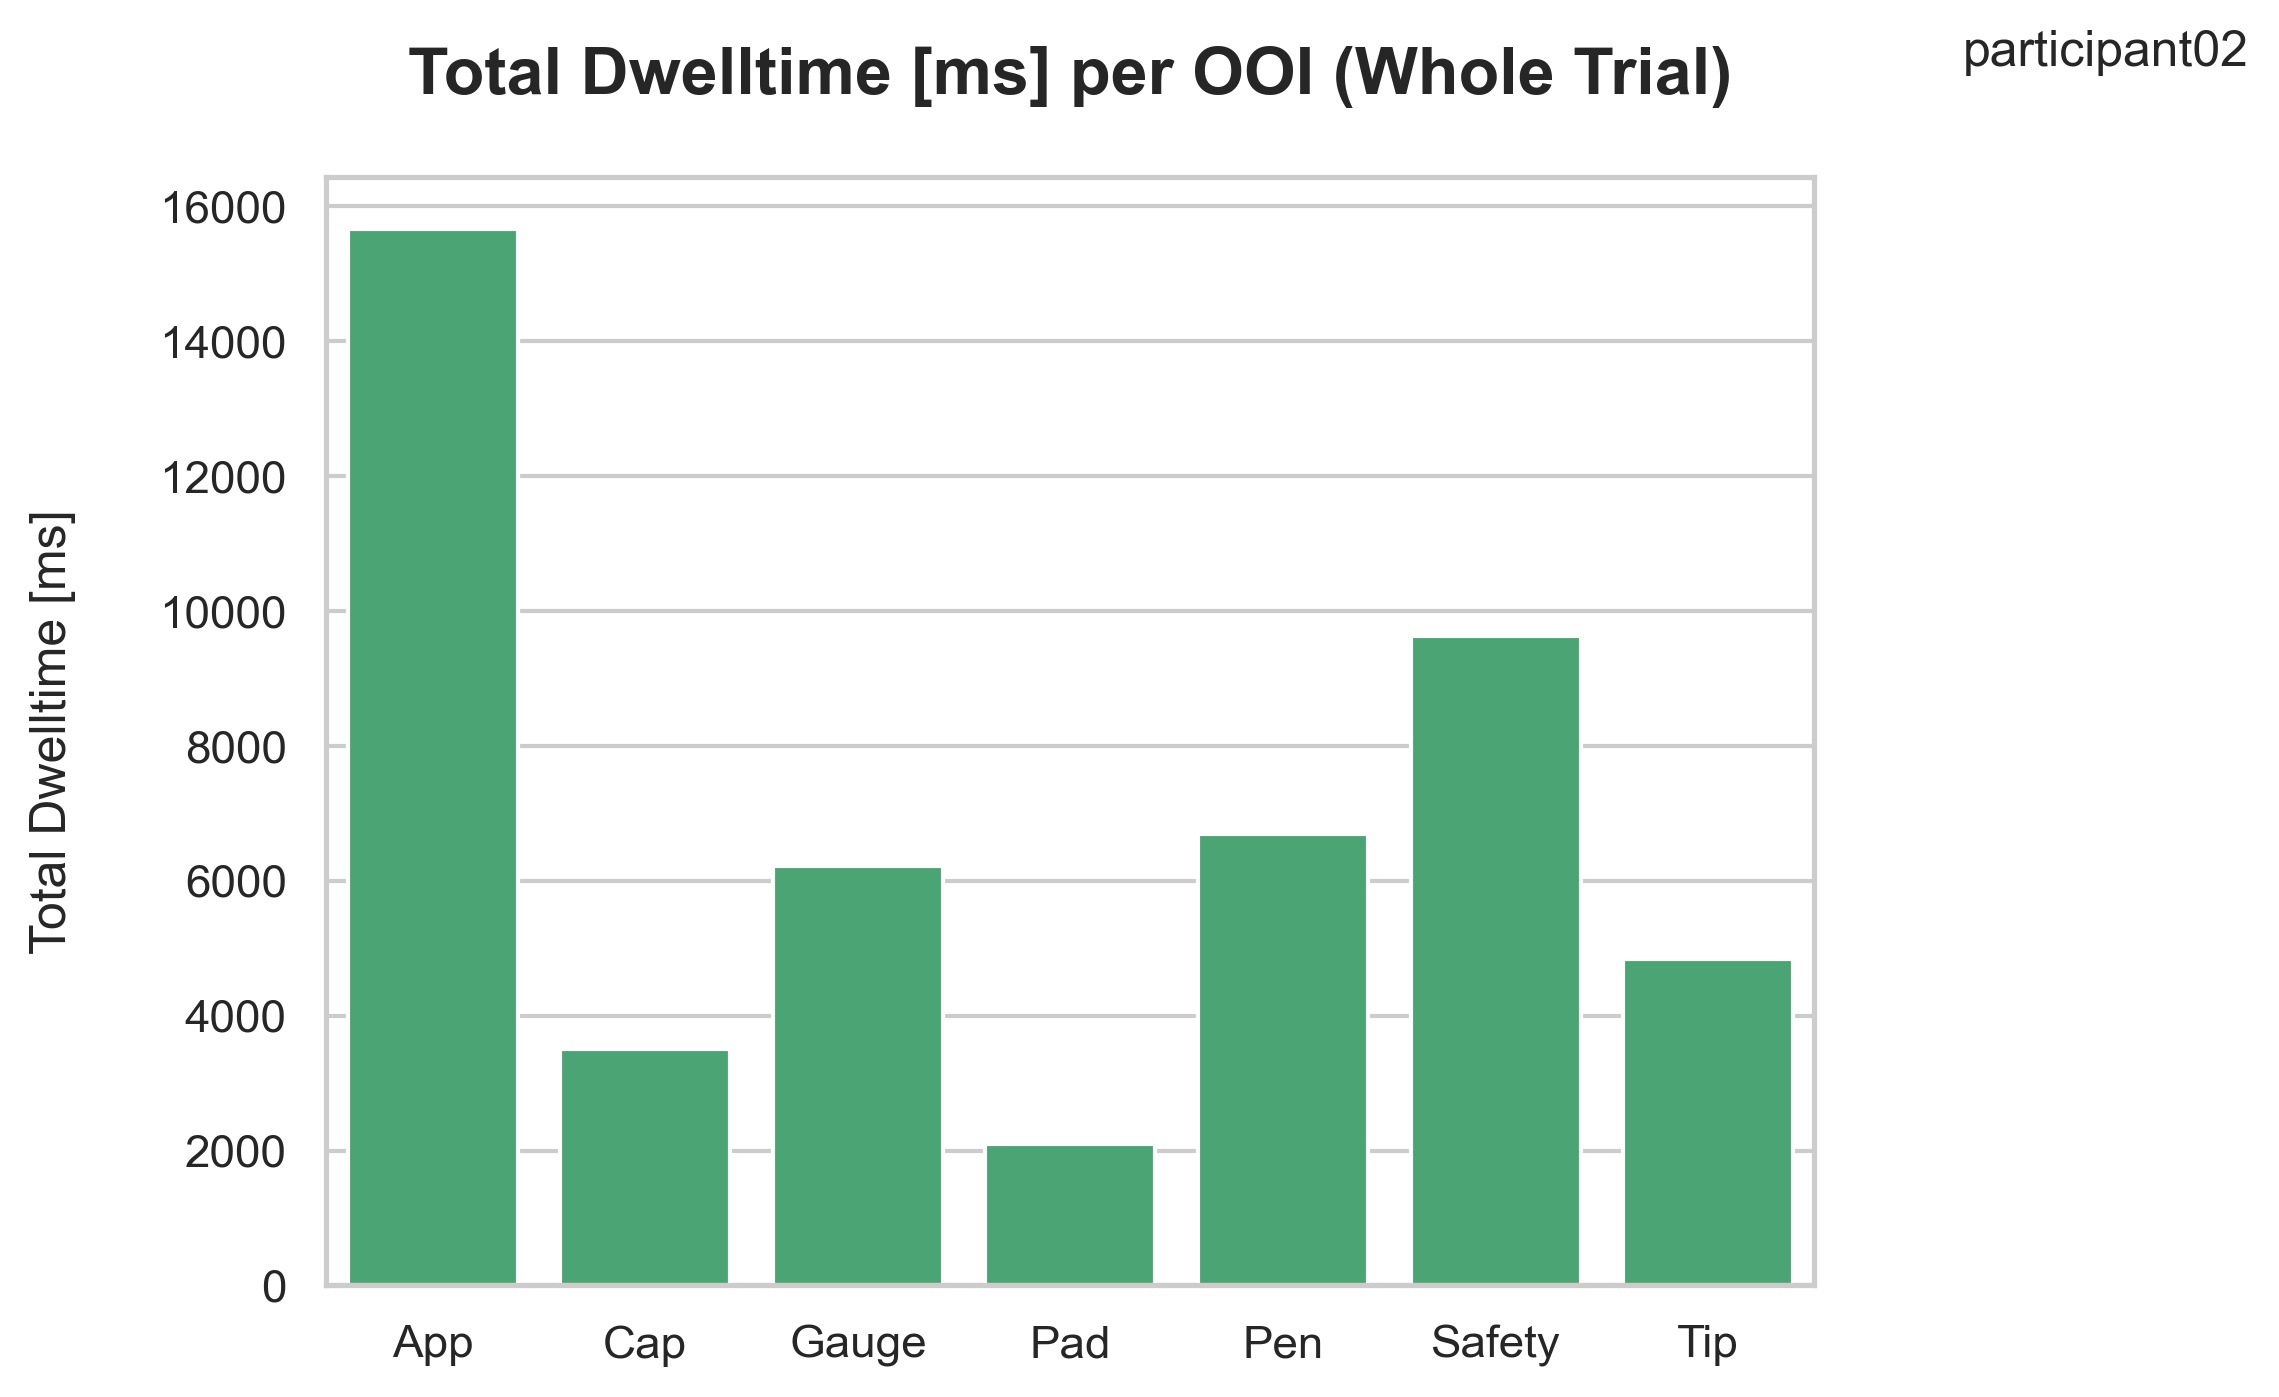 participant02
Total Dwelltime [ms] per OOI (Whole Trial)
Total Dwelltime [ms]
16000
14000
12000
10000
8000
6000
4000
2000
0
App Cap Gauge Pad Pen Safety Tip